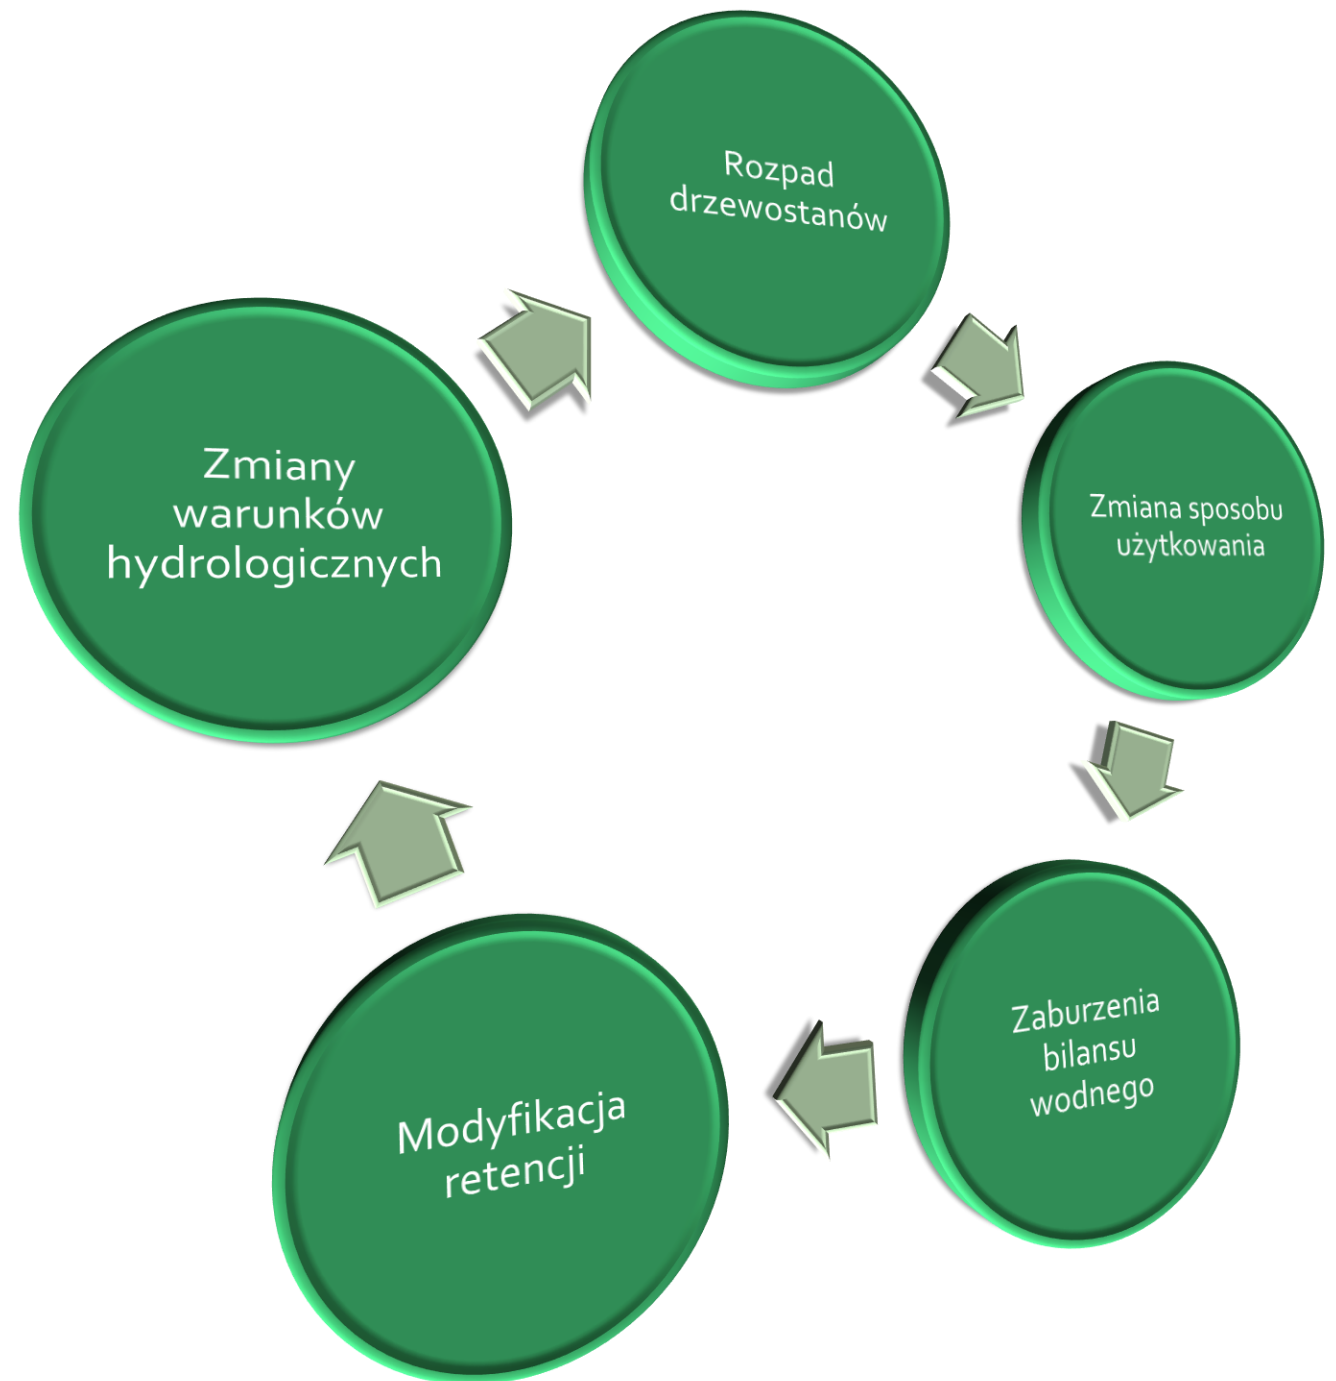 Rozpad
drzewostanów
Zmiana sposobu
użytkowania
Zaburzenia
bilansu
wodnego
Modyfikacja
retencji
Zmiany
warunków
hydrologicznych